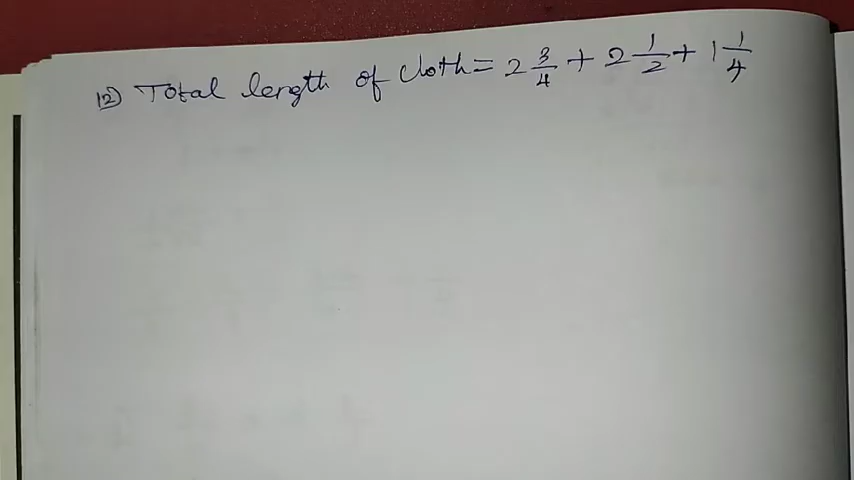 12) Total length of cloth = 2 3/4 + 2 1/2 + 1 1/4